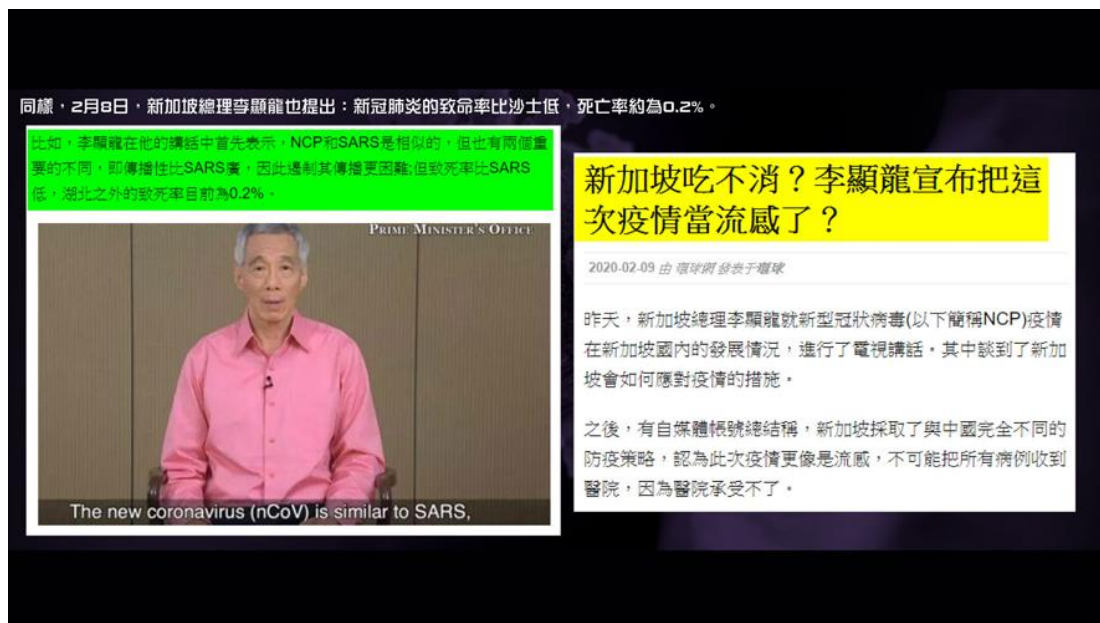 同樣，2月8日，新加坡總理李顯龍也提出：新冠肺炎的致命率比沙士低，死亡率約為0.2%。
比如，李顯龍在他的講話中首先表示，NCP和SARS是相似的，但也有兩個重
要的不同，即傳播性比SARS廣，因此遏制其傳播更困難;但致死率比SARS
低，湖北之外的致死率目前為0.2%。
PRIME MINISTER'S OFFICE
The new coronavirus (nCoV) is similar to SARS,
新加坡吃不消？李顯龍宣布把這
次疫情當流感了？
2020-02-09 由 環球網 發表于環球
昨天，新加坡總理李顯龍就新型冠狀病毒(以下簡稱NCP)疫情
在新加坡國內的發展情況，進行了電視講話。其中談到了新加
坡會如何應對疫情的措施。
之後，有自媒體帳號總結稱，新加坡採取了與中國完全不同的
防疫策略，認為此次疫情更像是流感，不可能把所有病例收到
醫院，因為醫院承受不了。